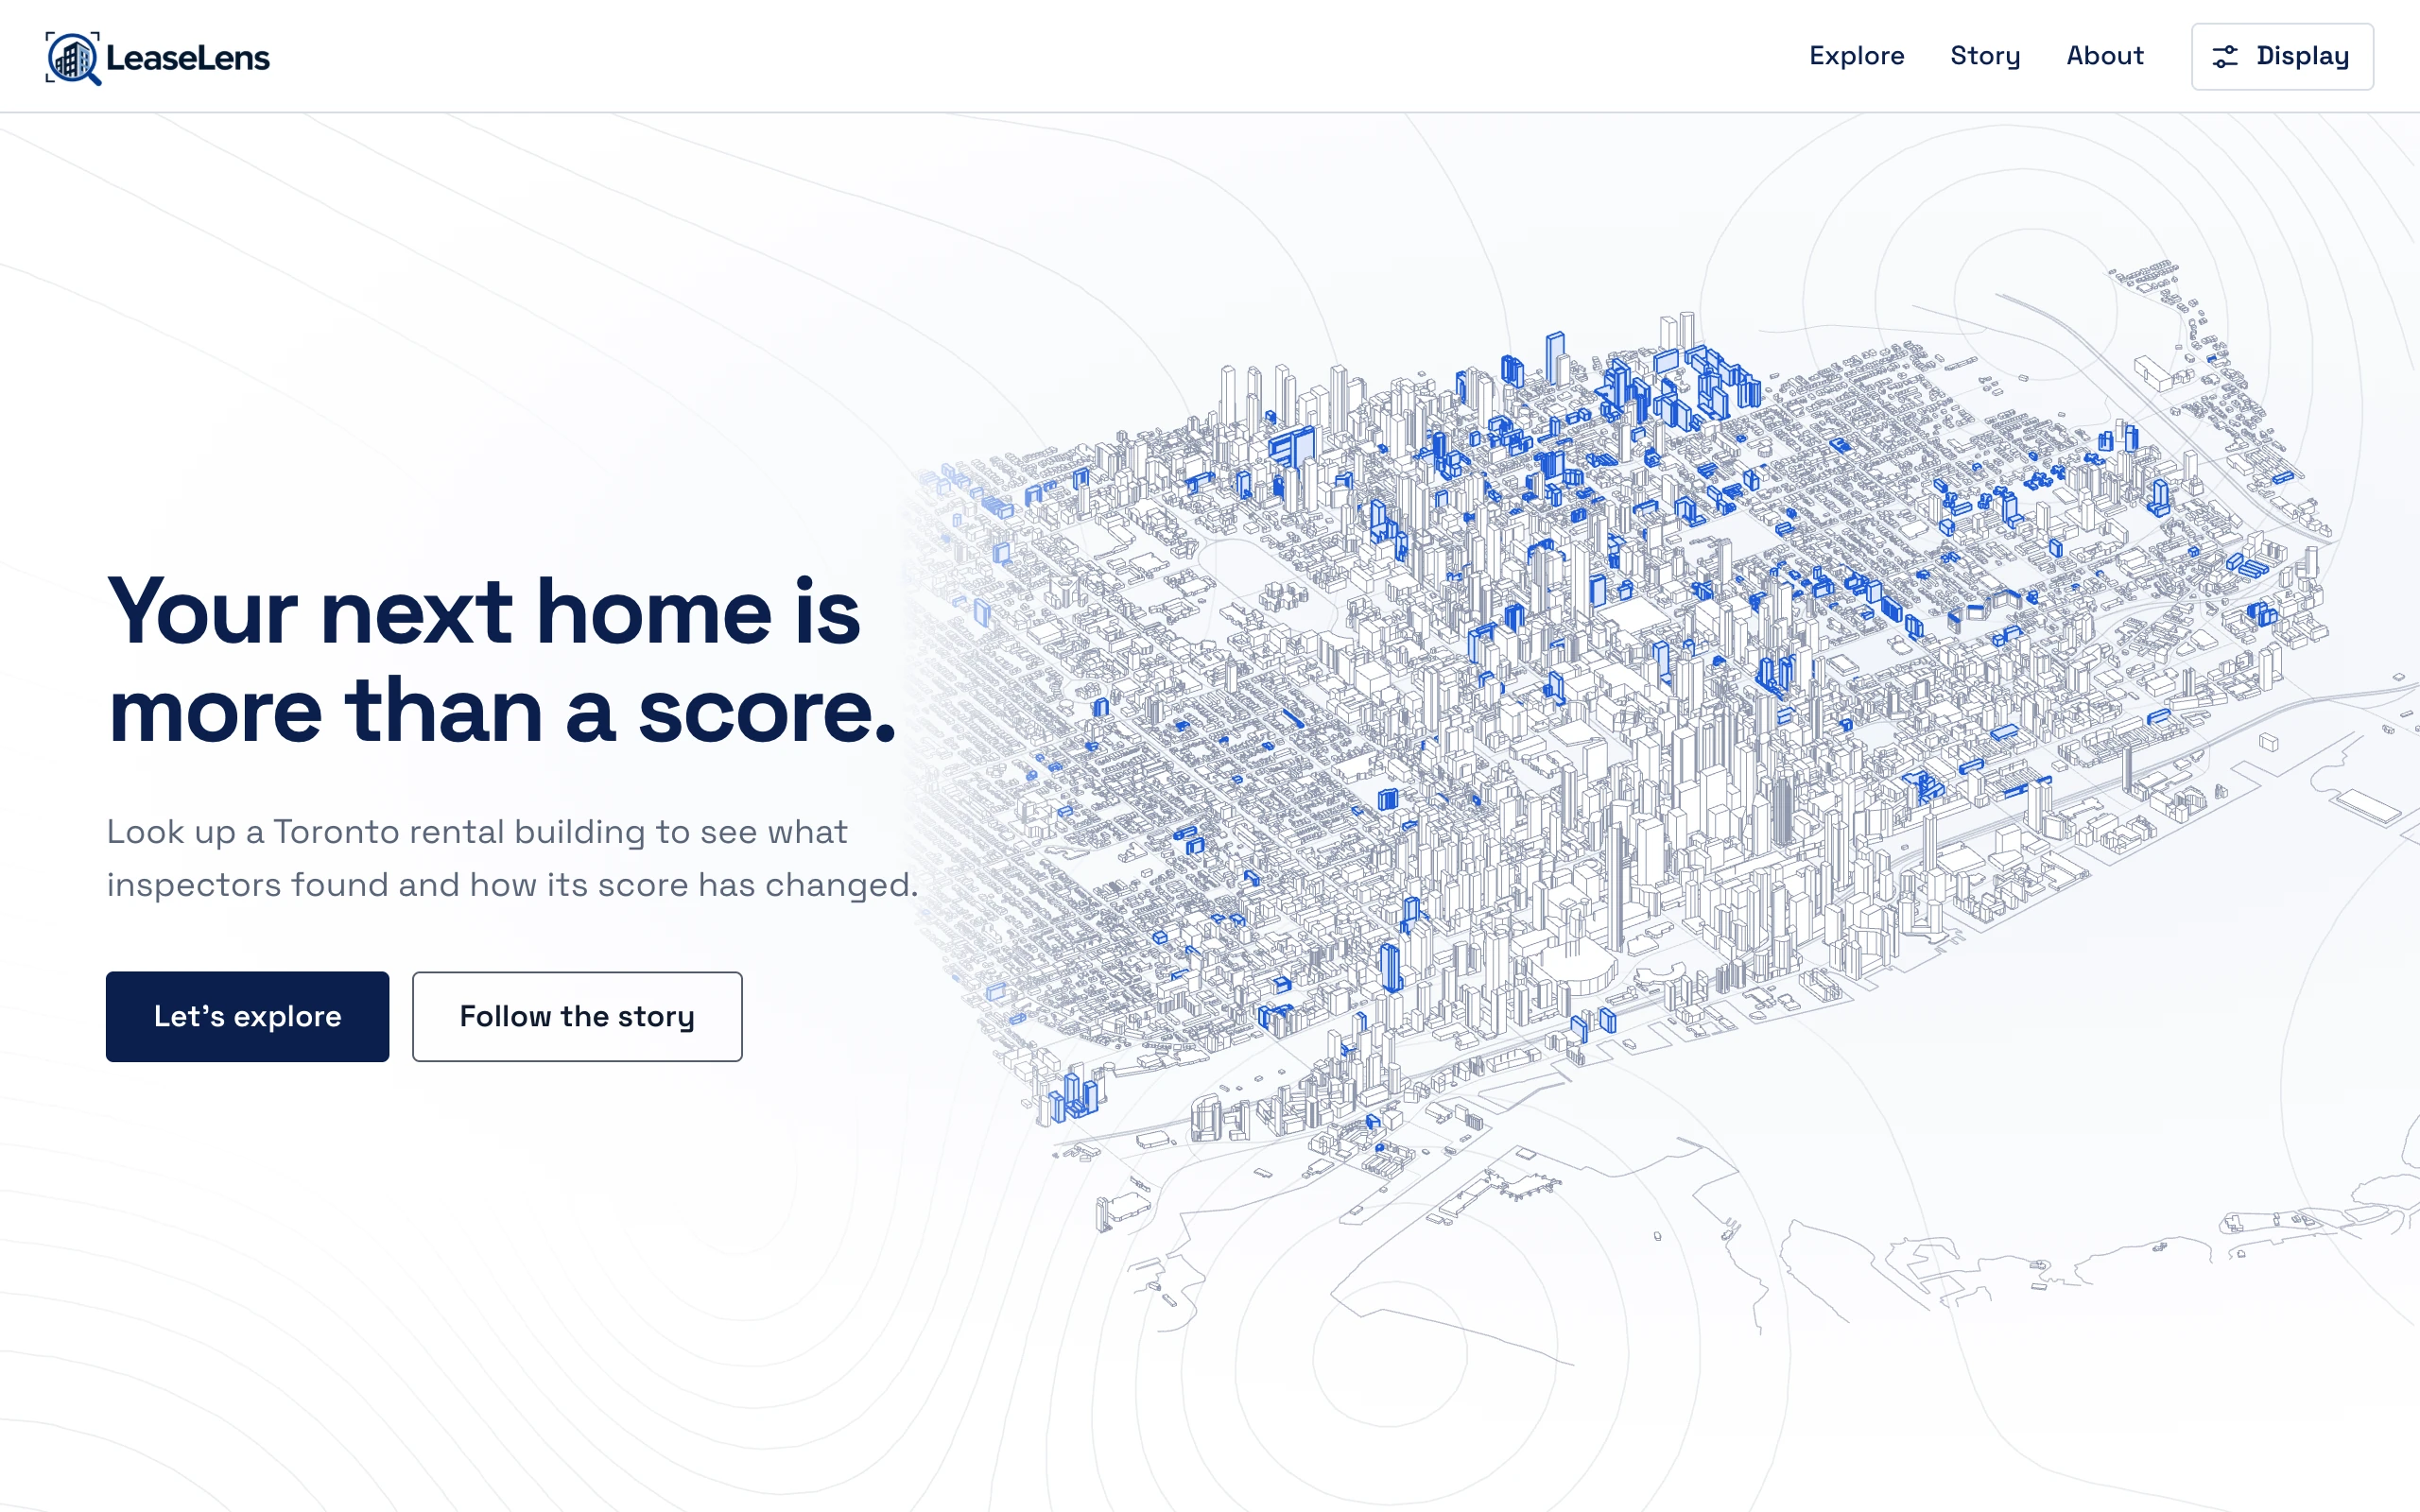 LeaseLens
Explore
Story
About
Display
Your next home is
more than a score.
Look up a Toronto rental building to see what
inspectors found and how its score has changed.
Let’s explore
Follow the story